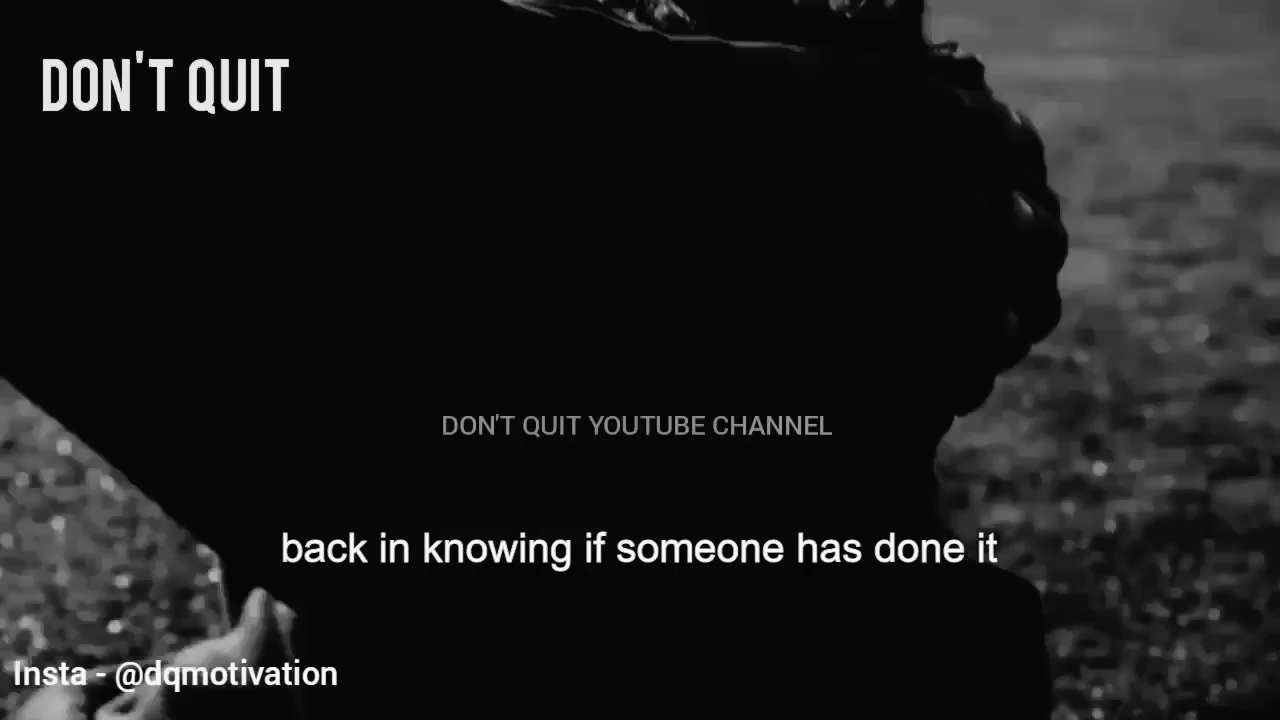 DON'T QUIT
DON'T QUIT YOUTUBE CHANNEL
back in knowing if someone has done it
Insta - @dqmotivation